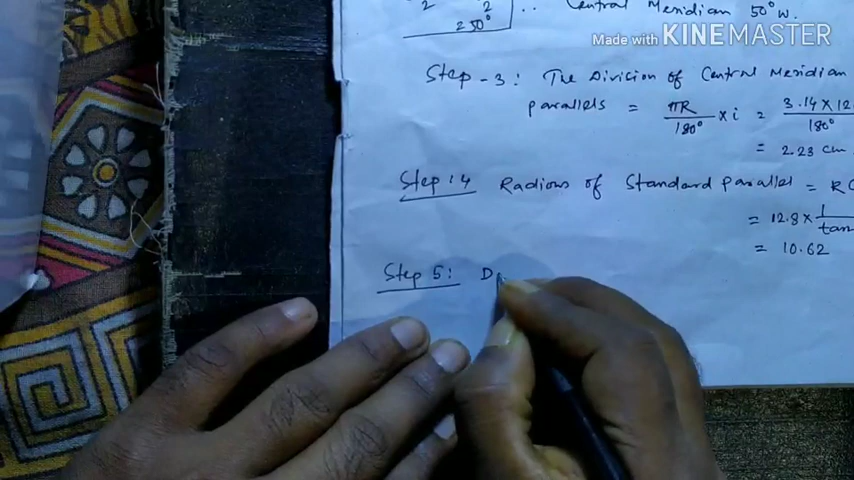 2 2
250° ∴ Central Meridian 50° W.
Made with KINEMASTER
Step - 3: The Division of Central Meridian
parallels = πR/180° × i = 3.14 × 12/180°
= 2.23 cm
Step: 4 Radious of Standard parallel = R
= 12.8 × 1/tan
= 10.62
Step 5: D